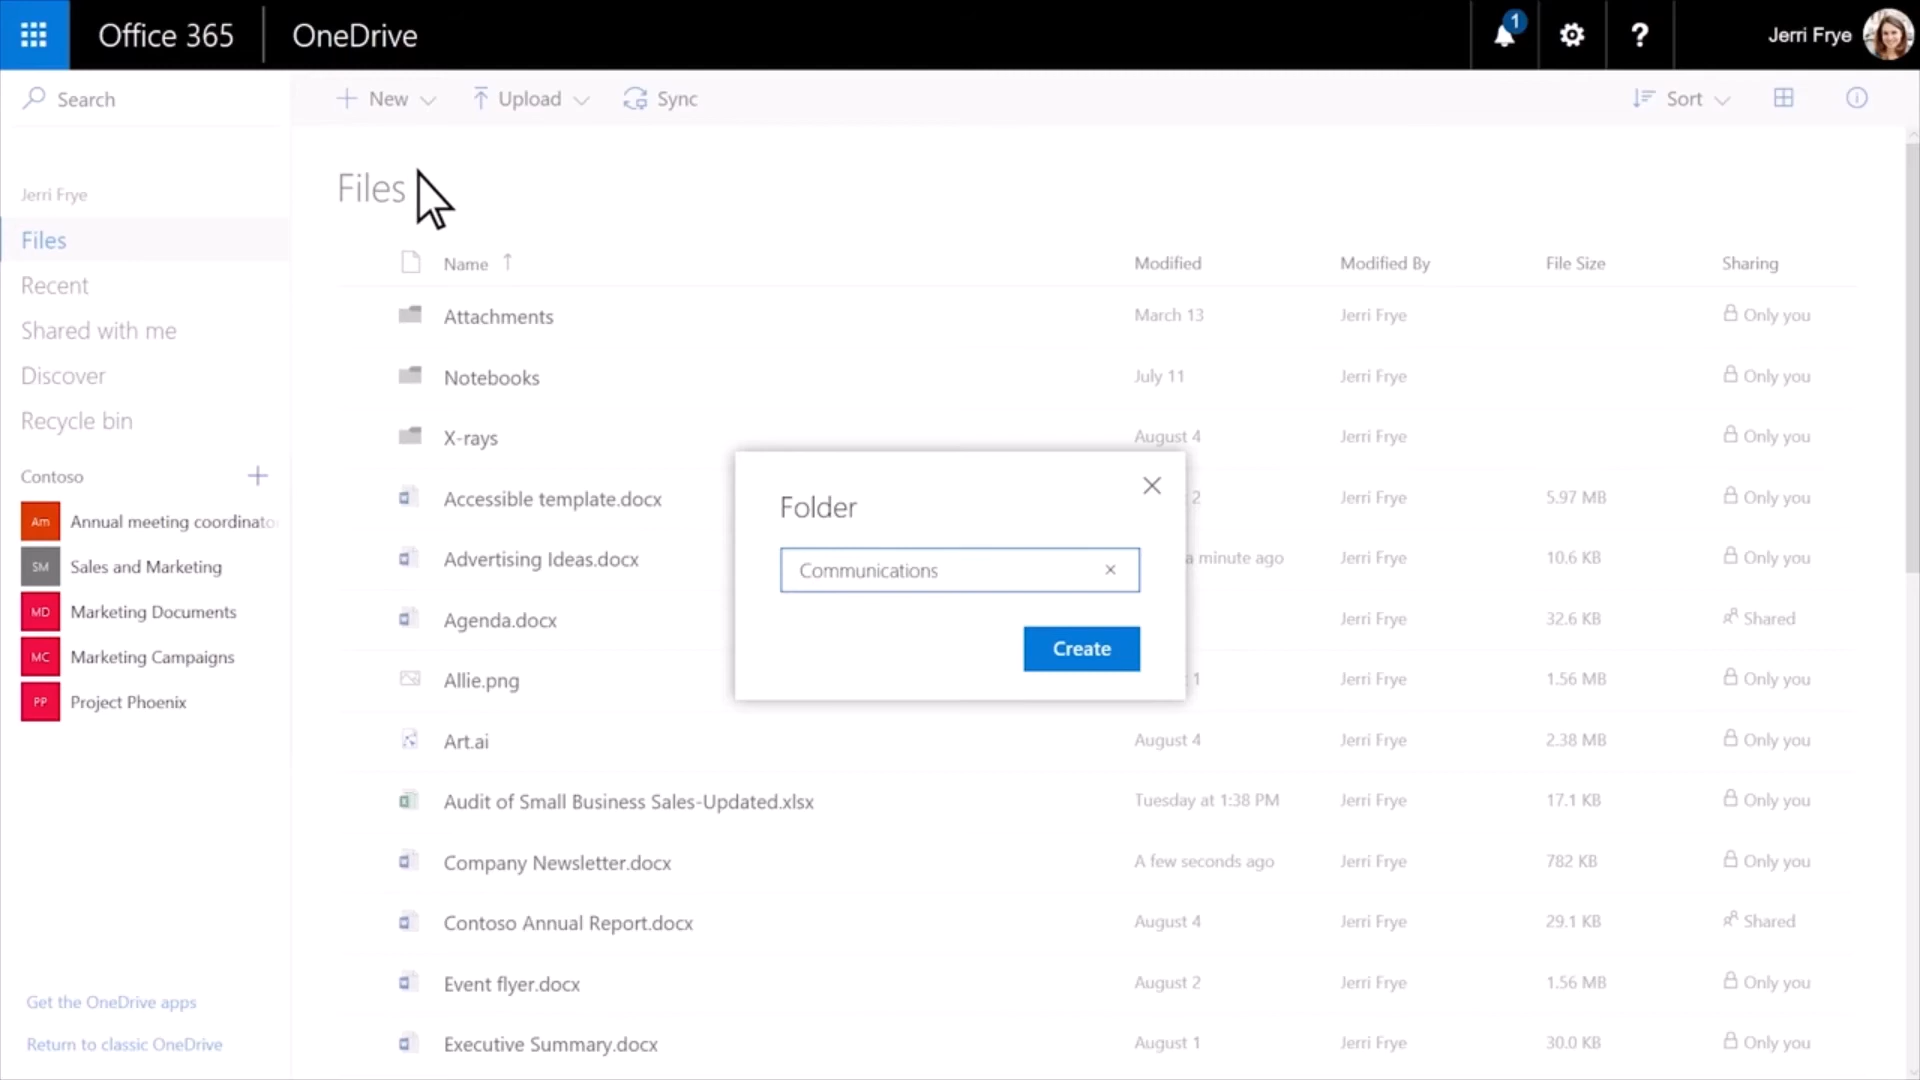 Office 365 OneDrive 1 ? Jerri Frye
Search New Upload Sync Sort
Files
Jerri Frye
Files
Recent
Shared with me
Discover
Recycle bin
Contoso
Am Annual meeting coordinato
SM Sales and Marketing
MD Marketing Documents
MC Marketing Campaigns
PP Project Phoenix
Get the OneDrive apps
Return to classic OneDrive
Name Modified Modified By File Size Sharing
Attachments March 13 Jerri Frye Only you
Notebooks July 11 Jerri Frye Only you
X-rays August 4 Jerri Frye Only you
Accessible template.docx 2 Jerri Frye 5.97 MB Only you
Advertising Ideas.docx a minute ago Jerri Frye 10.6 KB Only you
Agenda.docx Jerri Frye 32.6 KB Shared
Allie.png 1 Jerri Frye 1.56 MB Only you
Art.ai August 4 Jerri Frye 2.38 MB Only you
Audit of Small Business Sales-Updated.xlsx Tuesday at 1:38 PM Jerri Frye 17.1 KB Only you
Company Newsletter.docx A few seconds ago Jerri Frye 782 KB Only you
Contoso Annual Report.docx August 4 Jerri Frye 29.1 KB Shared
Event flyer.docx August 2 Jerri Frye 1.56 MB Only you
Executive Summary.docx August 1 Jerri Frye 30.0 KB Only you
Folder
Communications
Create